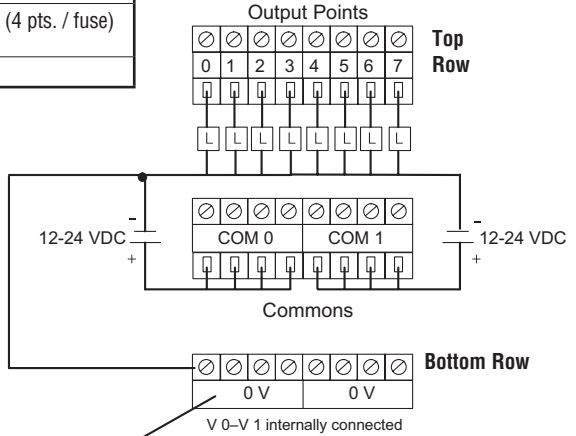 (4 pts. / fuse)
Output Points
Top
Row
0 1 2 3 4 5 6 7
L L L L L L L L
-
12-24 VDC
+
COM 0 COM 1
-
12-24 VDC
+
Commons
Bottom Row
0 V 0 V
V 0–V 1 internally connected